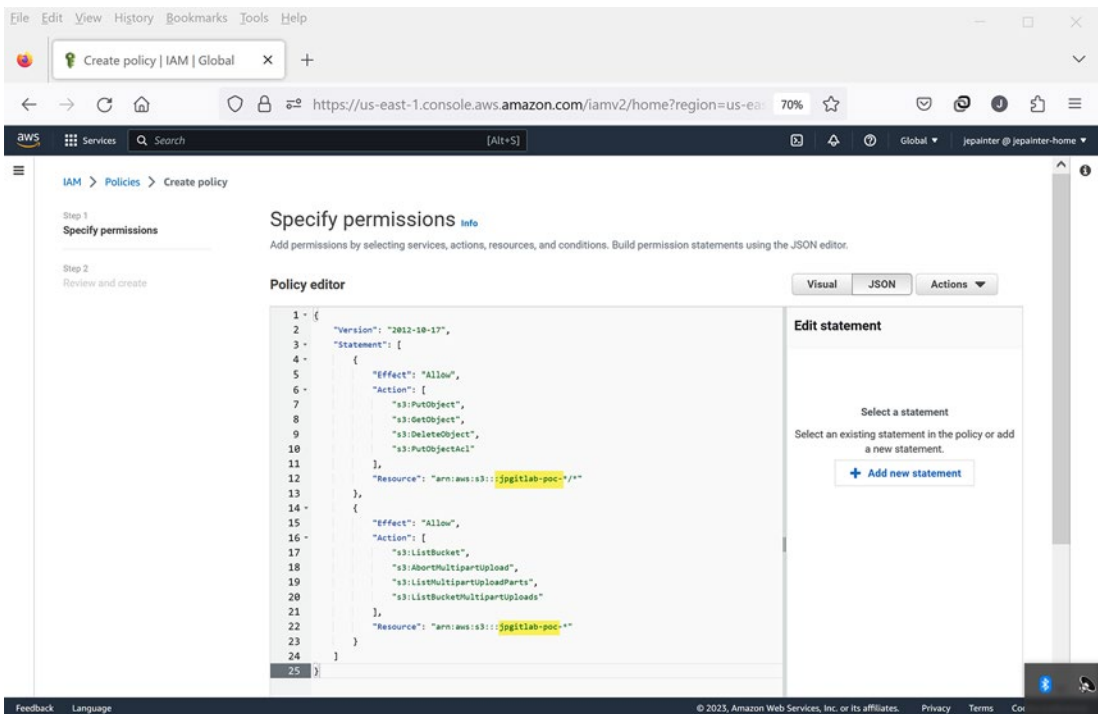 File Edit View History Bookmarks Tools Help
Create policy | IAM | Global
https://us-east-1.console.aws.amazon.com/iamv2/home?region=us-eas 70%
J
aws Services Search [Alt+S] Global jepainter @ jepainter-home
IAM > Policies > Create policy
Step 1
Specify permissions
Step 2
Review and create
Specify permissions Info
Add permissions by selecting services, actions, resources, and conditions. Build permission statements using the JSON editor.
Policy editor
Visual JSON Actions
1 {
2 "Version": "2012-10-17",
3 "Statement": [
4 {
5 "Effect": "Allow",
6 "Action": [
7 "s3:PutObject",
8 "s3:GetObject",
9 "s3:DeleteObject",
10 "s3:PutObjectAcl"
11 ],
12 "Resource": "arn:aws:s3:::jpgitlab-poc-*/*"
13 },
14 {
15 "Effect": "Allow",
16 "Action": [
17 "s3:ListBucket",
18 "s3:AbortMultipartUpload",
19 "s3:ListMultipartUploadParts",
20 "s3:ListBucketMultipartUploads"
21 ],
22 "Resource": "arn:aws:s3:::jpgitlab-poc-*"
23 }
24 ]
25 }
Edit statement
Select a statement
Select an existing statement in the policy or add
a new statement.
+ Add new statement
Feedback Language © 2023, Amazon Web Services, Inc. or its affiliates. Privacy Terms